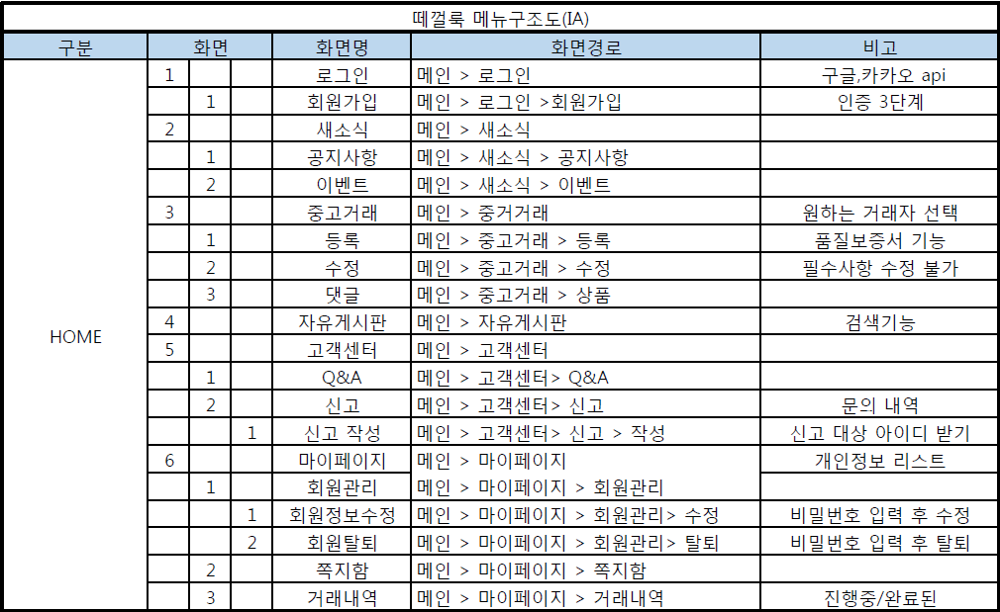 떼껄룩 메뉴구조도(IA)
구분 화면 화면명 화면경로 비고
1 로그인 메인 > 로그인 구글,카카오 api
1 회원가입 메인 > 로그인 >회원가입 인증 3단계
2 새소식 메인 > 새소식
1 공지사항 메인 > 새소식 > 공지사항
2 이벤트 메인 > 새소식 > 이벤트
3 중고거래 메인 > 중거거래 원하는 거래자 선택
1 등록 메인 > 중고거래 > 등록 품질보증서 기능
2 수정 메인 > 중고거래 > 수정 필수사항 수정 불가
3 댓글 메인 > 중고거래 > 상품
4 자유게시판 메인 > 자유게시판 검색기능
HOME
5 고객센터 메인 > 고객센터
1 Q&A 메인 > 고객센터> Q&A
2 신고 메인 > 고객센터> 신고 문의 내역
1 신고 작성 메인 > 고객센터> 신고 > 작성 신고 대상 아이디 받기
6 마이페이지 메인 > 마이페이지 개인정보 리스트
1 회원관리 메인 > 마이페이지 > 회원관리
1 회원정보수정 메인 > 마이페이지 > 회원관리> 수정 비밀번호 입력 후 수정
2 회원탈퇴 메인 > 마이페이지 > 회원관리> 탈퇴 비밀번호 입력 후 탈퇴
2 쪽지함 메인 > 마이페이지 > 쪽지함
3 거래내역 메인 > 마이페이지 > 거래내역 진행중/완료된